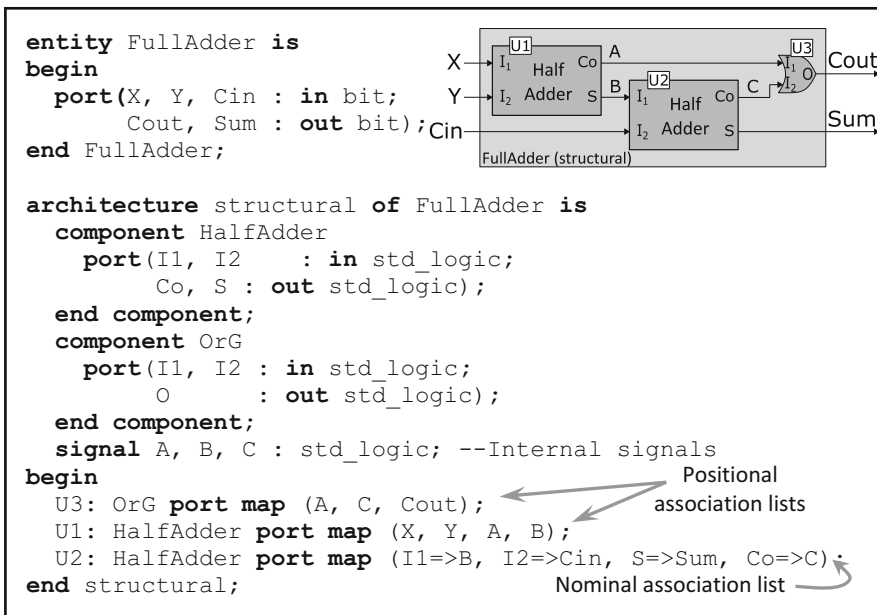 entity FullAdder is
begin
port(X, Y, Cin : in bit;
Cout, Sum : out bit);
end FullAdder;
U1
A
U3
X
I1
Co
Half
U2
I1
O
Cout
I2
Y
I2
Adder
S
B
I1
Co
C
Half
Cin
I2
Adder
S
Sum
FullAdder (structural)
architecture structural of FullAdder is
component HalfAdder
port(I1, I2 : in std_logic;
Co, S : out std_logic);
end component;
component OrG
port(I1, I2 : in std_logic;
O : out std_logic);
end component;
signal A, B, C : std_logic; --Internal signals
begin
Positional
association lists
U3: OrG port map (A, C, Cout);
U1: HalfAdder port map (X, Y, A, B);
U2: HalfAdder port map (I1=>B, I2=>Cin, S=>Sum, Co=>C);
end structural;
Nominal association list